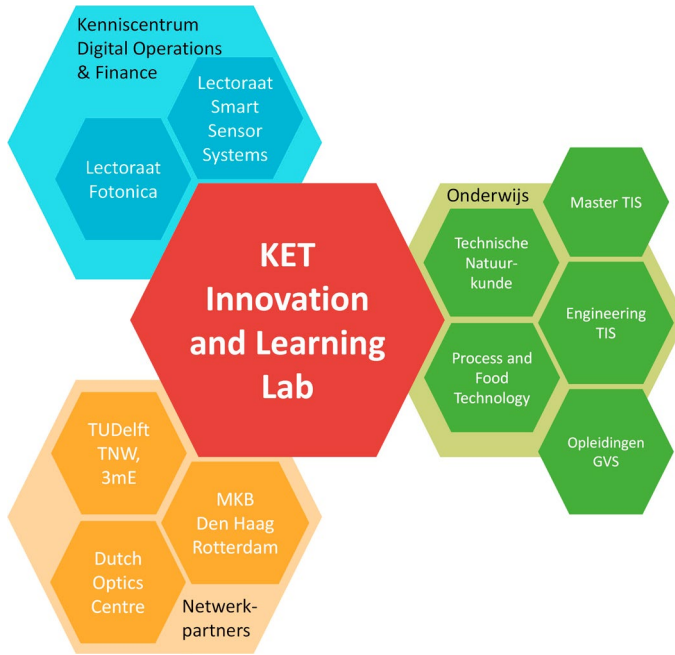 Kenniscentrum
Digital Operations
& Finance
Lectoraat
Smart
Sensor
Systems
Lectoraat
Fotonica
KET
Innovation
and Learning
Lab
Onderwijs
Master TIS
Technische
Natuur-
kunde
Engineering
TIS
Process and
Food
Technology
Opleidingen
GVS
TUDelft
TNW,
3mE
MKB
Den Haag
Rotterdam
Dutch
Optics
Centre
Netwerk-
partners